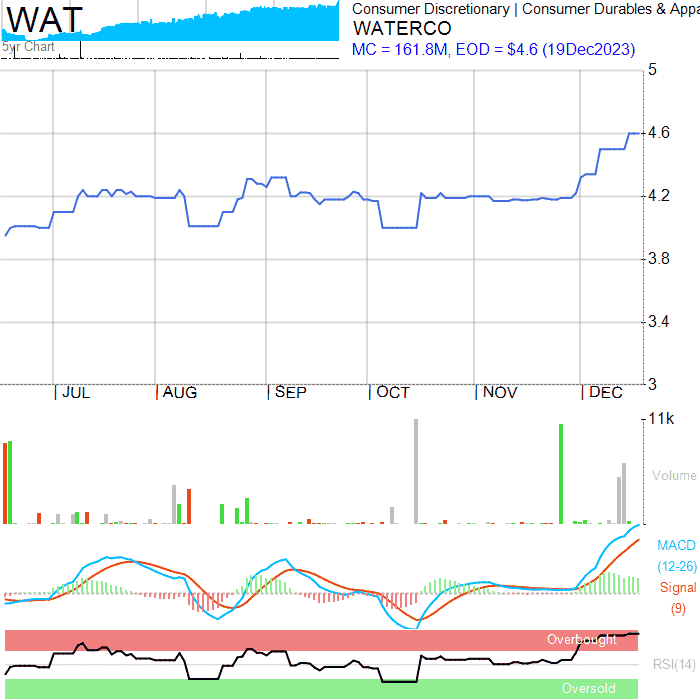 WAT
5yr Chart
Consumer Discretionary | Consumer Durables & Appa
WATERCO
MC = 161.8M, EOD = $4.6 (19Dec2023)
5
4.6
4.2
3.8
3.4
3
JUL
AUG
SEP
OCT
NOV
DEC
11k
Volume
MACD
(12-26)
Signal
(9)
Overbought
RSI(14)
Oversold